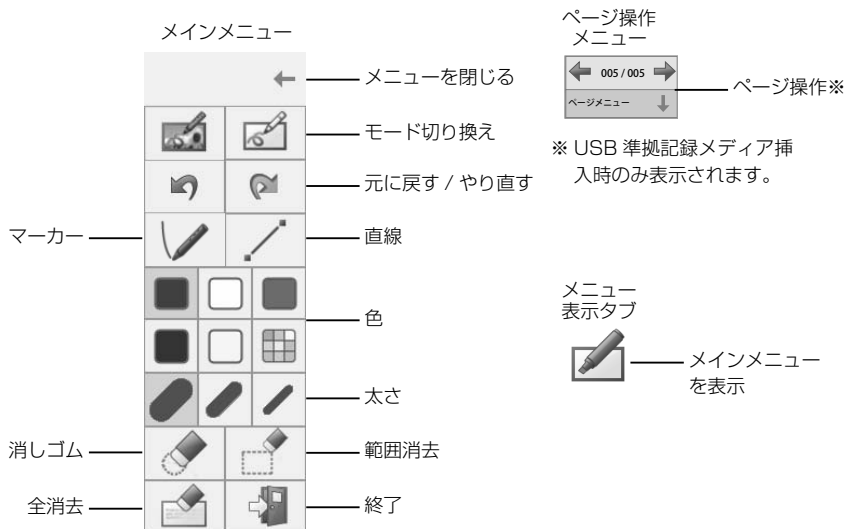 メインメニュー
メニューを閉じる
モード切り換え
元に戻す / やり直す
マーカー
直線
色
太さ
消しゴム
範囲消去
全消去
終了
ページ操作
メニュー
005 / 005
ページメニュー
ページ操作※
※ USB 準拠記録メディア挿
入時のみ表示されます。
メニュー
表示タブ
メインメニュー
を表示